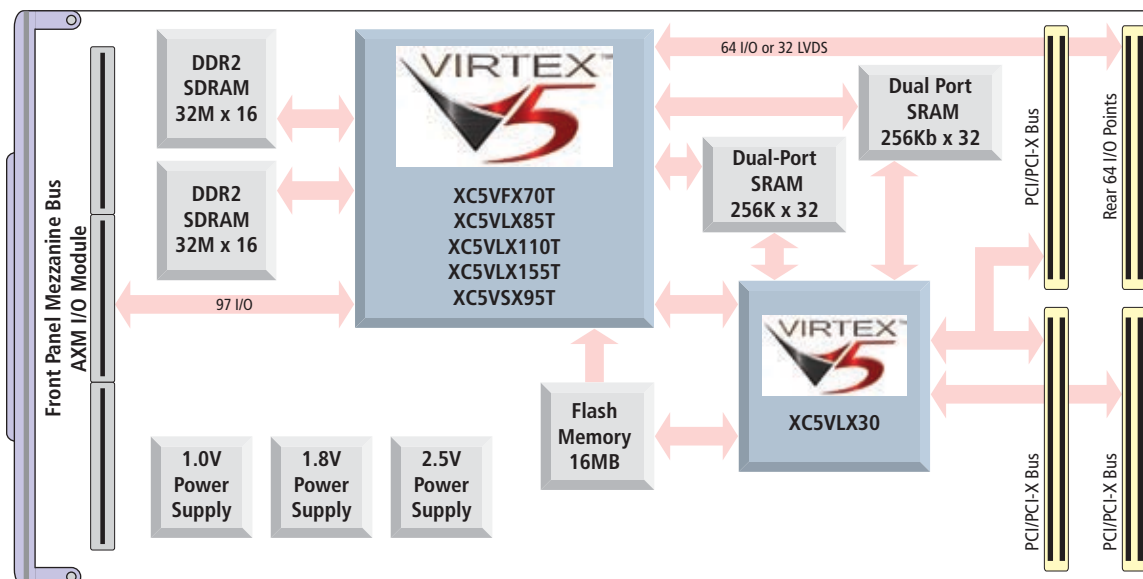 Front Panel Mezzanine Bus
AXM I/O Module
DDR2
SDRAM
32M x 16
DDR2
SDRAM
32M x 16
97 I/O
VIRTEX™
5
XC5VFX70T
XC5VLX85T
XC5VLX110T
XC5VLX155T
XC5VSX95T
64 I/O or 32 LVDS
Dual-Port
SRAM
256K x 32
Dual Port
SRAM
256Kb x 32
PCI/PCI-X Bus
Rear 64 I/O Points
VIRTEX™
5
XC5VLX30
Flash
Memory
16MB
1.0V
Power
Supply
1.8V
Power
Supply
2.5V
Power
Supply
PCI/PCI-X Bus
PCI/PCI-X Bus